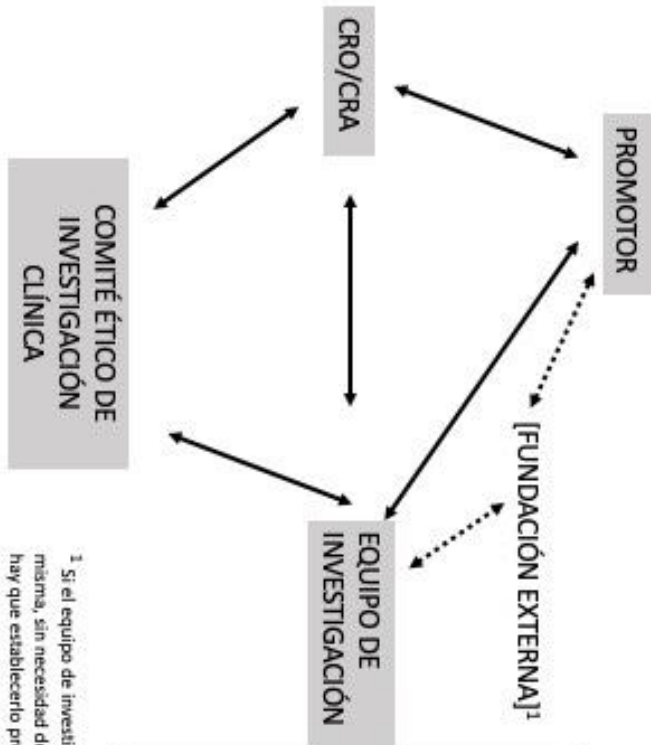 PROMOTOR
CRO/CRA
[FUNDACIÓN EXTERNA]¹
EQUIPO DE
INVESTIGACIÓN
COMITÉ ÉTICO DE
INVESTIGACIÓN
CLÍNICA
¹ Si el equipo de investi
misma, sin necesidad d
hay que establecerlo pr